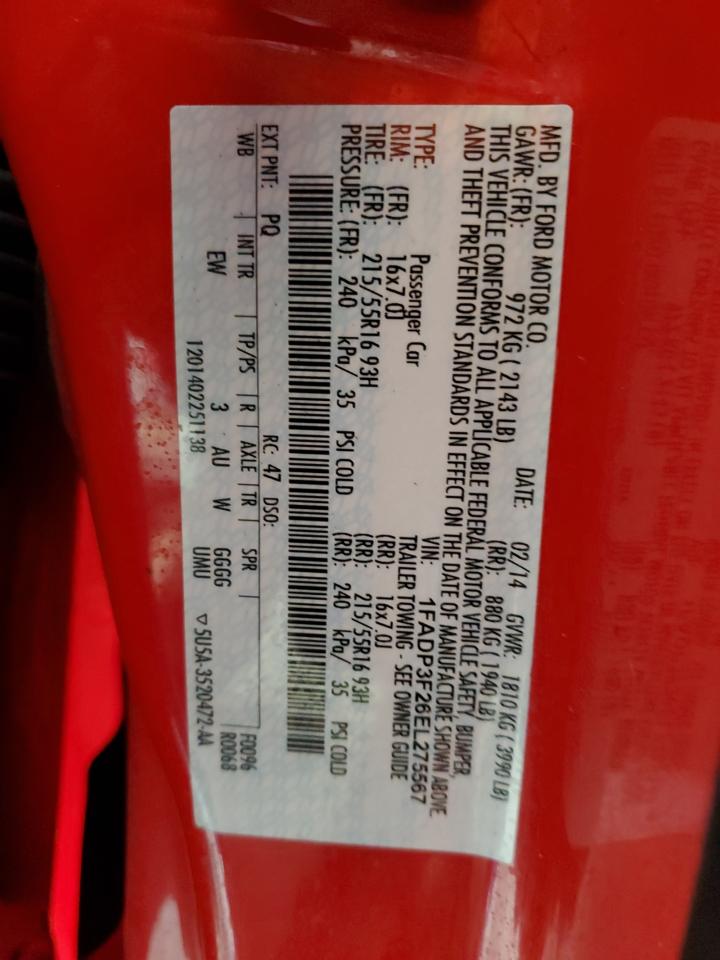 MFD. BY FORD MOTOR CO. DATE: 02/14 GVWR: 1810 KG ( 3990 LB)
GAWR: (FR): 972 KG ( 2143 LB) (RR): 880 KG ( 1940 LB)
THIS VEHICLE CONFORMS TO ALL APPLICABLE FEDERAL MOTOR VEHICLE SAFETY, BUMPER,
AND THEFT PREVENTION STANDARDS IN EFFECT ON THE DATE OF MANUFACTURE SHOWN ABOVE.
VIN: 1FADP3F26EL275567
TYPE: Passenger Car TRAILER TOWING - SEE OWNER GUIDE
RIM: (FR): 16x7.0J (RR): 16x7.0J
TIRE: (FR): 215/55R16 93H (RR): 215/55R16 93H
PRESSURE: (FR): 240 kPa/ 35 PSI COLD (RR): 240 kPa/ 35 PSI COLD
EXT PNT: PQ RC: 47 DSO:
WB INT TR TP/PS R AXLE TR SPR F0096
EW 3 AU W GGGG R0068
UMU
1201402251138 ▽ 5U5A-3520472-AA